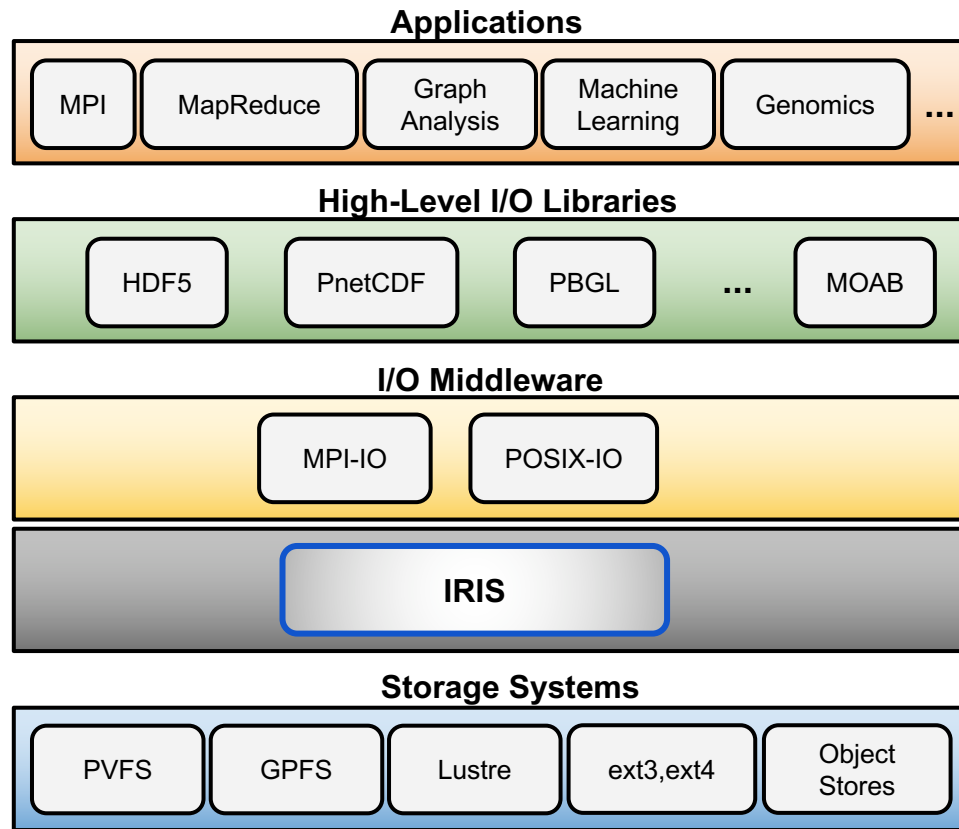 Applications
MPI
MapReduce
Graph
Analysis
Machine
Learning
Genomics
...
High-Level I/O Libraries
HDF5
PnetCDF
PBGL
...
MOAB
I/O Middleware
MPI-IO
POSIX-IO
IRIS
Storage Systems
PVFS
GPFS
Lustre
ext3,ext4
Object
Stores